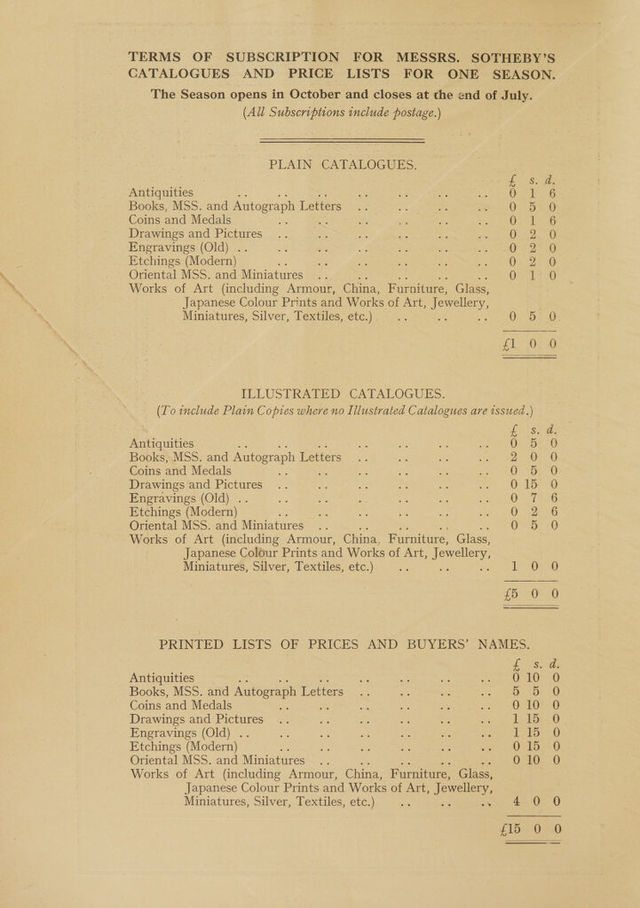 TERMS OF SUBSCRIPTION FOR MESSRS. SOTHEBY'S
CATALOGUES AND PRICE LISTS FOR ONE SEASON.
The Season opens in October and closes at the end of July.
(All Subscriptions include postage.)
PLAIN CATALOGUES.
£ s. d.
Antiquities .. .. .. .. .. .. .. 0 1 6
Books, MSS. and Autograph Letters .. .. .. .. 0 5 0
Coins and Medals .. .. .. .. .. .. 0 1 6
Drawings and Pictures .. .. .. .. .. .. 0 2 0
Engravings (Old) .. .. .. .. .. .. .. 0 2 0
Etchings (Modern) .. .. .. .. .. .. 0 2 0
Oriental MSS. and Miniatures .. .. .. .. .. 0 1 0
Works of Art (including Armour, China, Furniture, Glass,
Japanese Colour Prints and Works of Art, Jewellery,
Miniatures, Silver, Textiles, etc.) .. .. .. 0 5 0
£1 0 0
ILLUSTRATED CATALOGUES.
(To include Plain Copies where no Illustrated Catalogues are issued.)
£ s. d.
Antiquities .. .. .. .. .. .. .. 0 5 0
Books, MSS. and Autograph Letters .. .. .. .. 2 0 0
Coins and Medals .. .. .. .. .. .. 0 5 0
Drawings and Pictures .. .. .. .. .. .. 0 15 0
Engravings (Old) .. .. .. .. .. .. .. 0 7 6
Etchings (Modern) .. .. .. .. .. .. 0 2 6
Oriental MSS. and Miniatures .. .. .. .. .. 0 5 0
Works of Art (including Armour, China, Furniture, Glass,
Japanese Colour Prints and Works of Art, Jewellery,
Miniatures, Silver, Textiles, etc.) .. .. .. 1 0 0
£5 0 0
PRINTED LISTS OF PRICES AND BUYERS' NAMES.
£ s. d.
Antiquities .. .. .. .. .. .. .. 0 10 0
Books, MSS. and Autograph Letters .. .. .. .. 5 5 0
Coins and Medals .. .. .. .. .. .. 0 10 0
Drawings and Pictures .. .. .. .. .. .. 1 15 0
Engravings (Old) .. .. .. .. .. .. .. 1 15 0
Etchings (Modern) .. .. .. .. .. .. 0 15 0
Oriental MSS. and Miniatures .. .. .. .. .. 0 10 0
Works of Art (including Armour, China, Furniture, Glass,
Japanese Colour Prints and Works of Art, Jewellery,
Miniatures, Silver, Textiles, etc.) .. .. .. 4 0 0
£15 0 0